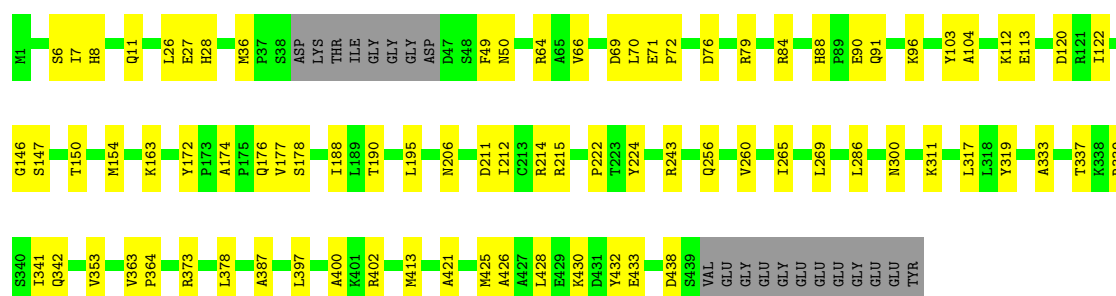 M1 S6 I7 H8 Q11 L26 E27 H28 M36 P37 S38 ASP LYS THR ILE GLY GLY GLY ASP D47 S48 F49 N50 R64 A65 V66 D69 L70 E71 P72 D76 R79 R84 H88 P89 E90 Q91 K96 Y103 A104 K112 E113 D120 R121 I122
G146 S147 T150 M154 K163 Y172 P173 A174 P175 Q176 V177 S178 I188 L189 T190 L195 N206 D211 I212 C213 R214 R215 P222 T223 Y224 R243 Q256 V260 I265 L269 L286 N300 K311 L317 L318 Y319 A333 T337 K338
S340 I341 Q342 V353 V363 P364 R373 L378 A387 L397 A400 K401 R402 M413 A421 M425 A426 A427 L428 E429 K430 D431 Y432 E433 D438 S439 VAL GLY GLU GLY GLU GLU GLU GLY GLU GLU TYR